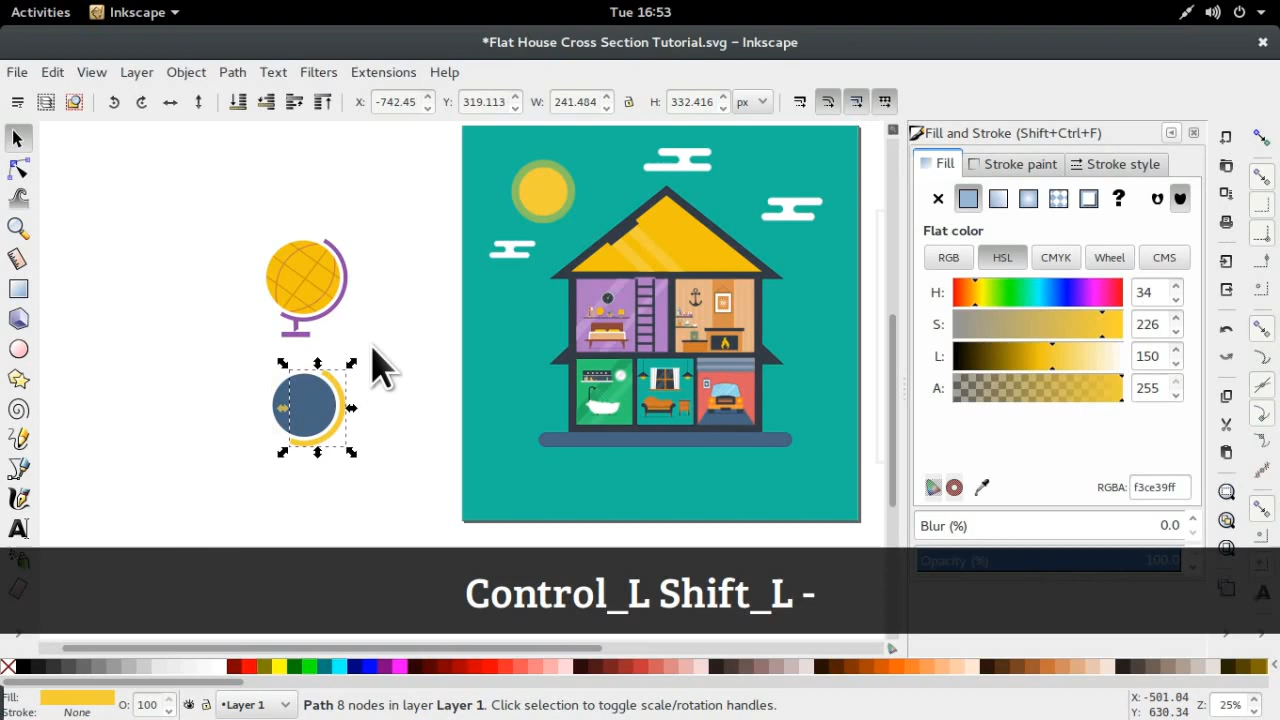 Activities Inkscape Tue 16:53
*Flat House Cross Section Tutorial.svg – Inkscape
File Edit View Layer Object Path Text Filters Extensions Help
X: -742.45 Y: 319.113 W: 241.484 H: 332.416 px
Fill and Stroke (Shift+Ctrl+F)
Fill Stroke paint Stroke style
?
Flat color
RGB HSL CMYK Wheel CMS
H: 34
S: 226
L: 150
A: 255
RGBA: f3ce39ff
Blur (%) 0.0
Opacity (%) 100.0
Control_L Shift_L -
Fill: O: 100 •Layer 1 Path 8 nodes in layer Layer 1. Click selection to toggle scale/rotation handles. X: -501.04 Z: 25%
Stroke: None Y: 630.34